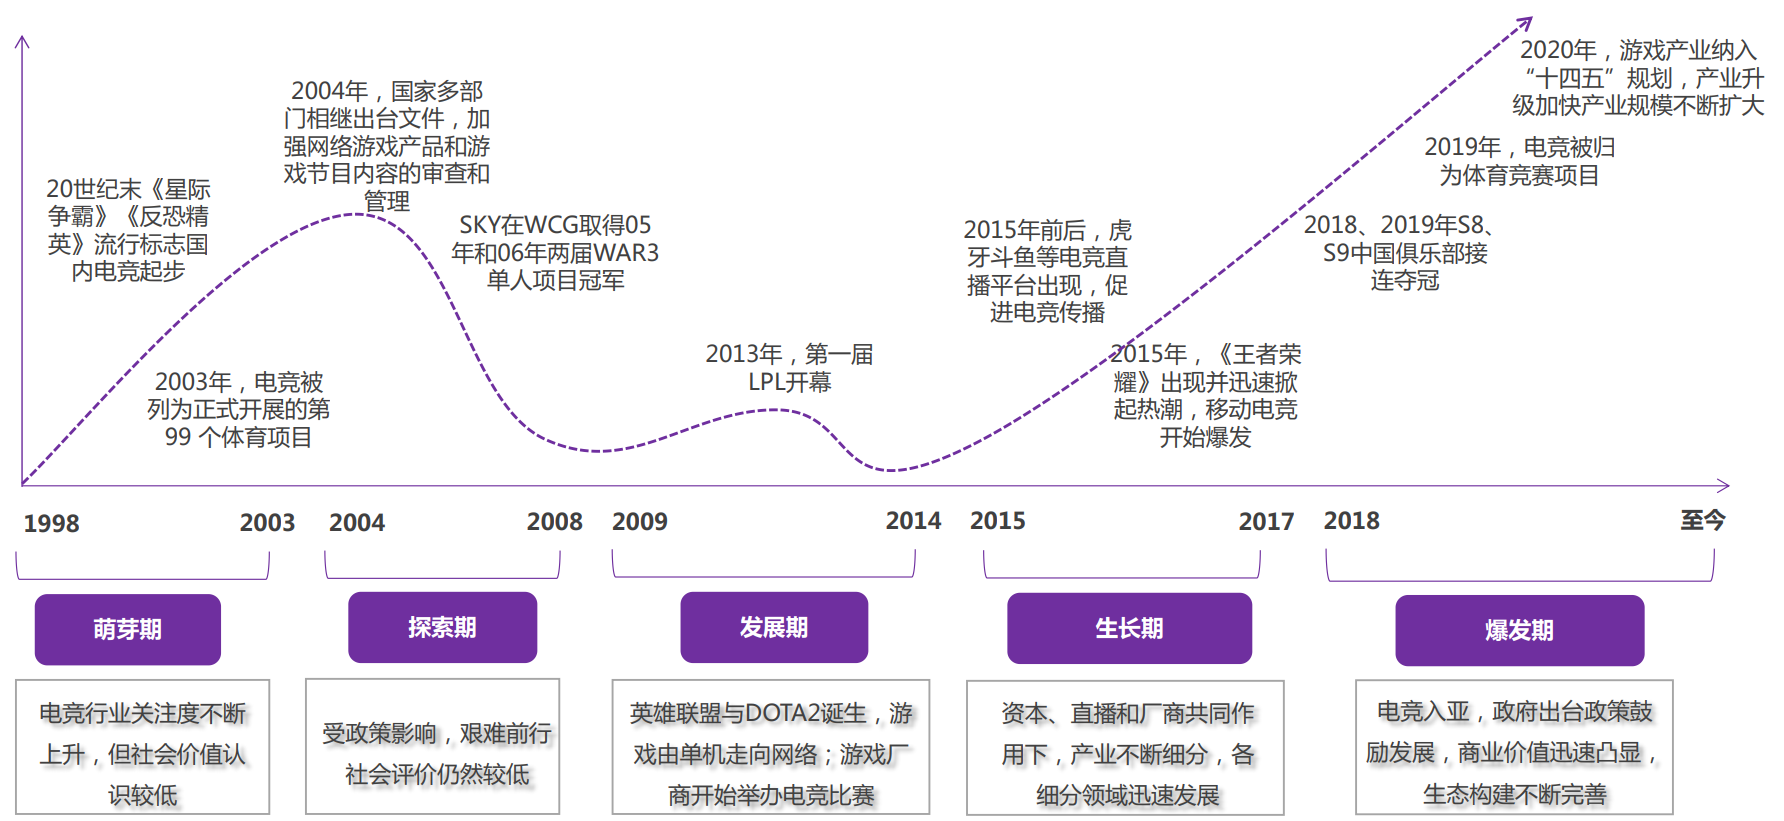 20世纪末《星际
争霸》《反恐精
英》流行标志国
内电竞起步
2003年，电竞被
列为正式开展的第
99 个体育项目
2004年，国家多部
门相继出台文件，加
强网络游戏产品和游
戏节目内容的审查和
管理
SKY在WCG取得05
年和06年两届WAR3
单人项目冠军
2013年，第一届
LPL开幕
2015年前后，虎
牙斗鱼等电竞直
播平台出现，促
进电竞传播
2015年，《王者荣
耀》出现并迅速掀
起热潮，移动电竞
开始爆发
2018、2019年S8、
S9中国俱乐部接
连夺冠
2019年，电竞被归
为体育竞赛项目
2020年，游戏产业纳入
“十四五”规划，产业升
级加快产业规模不断扩大
1998 2003 2004 2008 2009 2014 2015 2017 2018 至今
萌芽期
探索期
发展期
生长期
爆发期
电竞行业关注度不断
上升，但社会价值认
识较低
受政策影响，艰难前行
社会评价仍然较低
英雄联盟与DOTA2诞生，游
戏由单机走向网络；游戏厂
商开始举办电竞比赛
资本、直播和厂商共同作
用下，产业不断细分，各
细分领域迅速发展
电竞入亚，政府出台政策鼓
励发展，商业价值迅速凸显，
生态构建不断完善